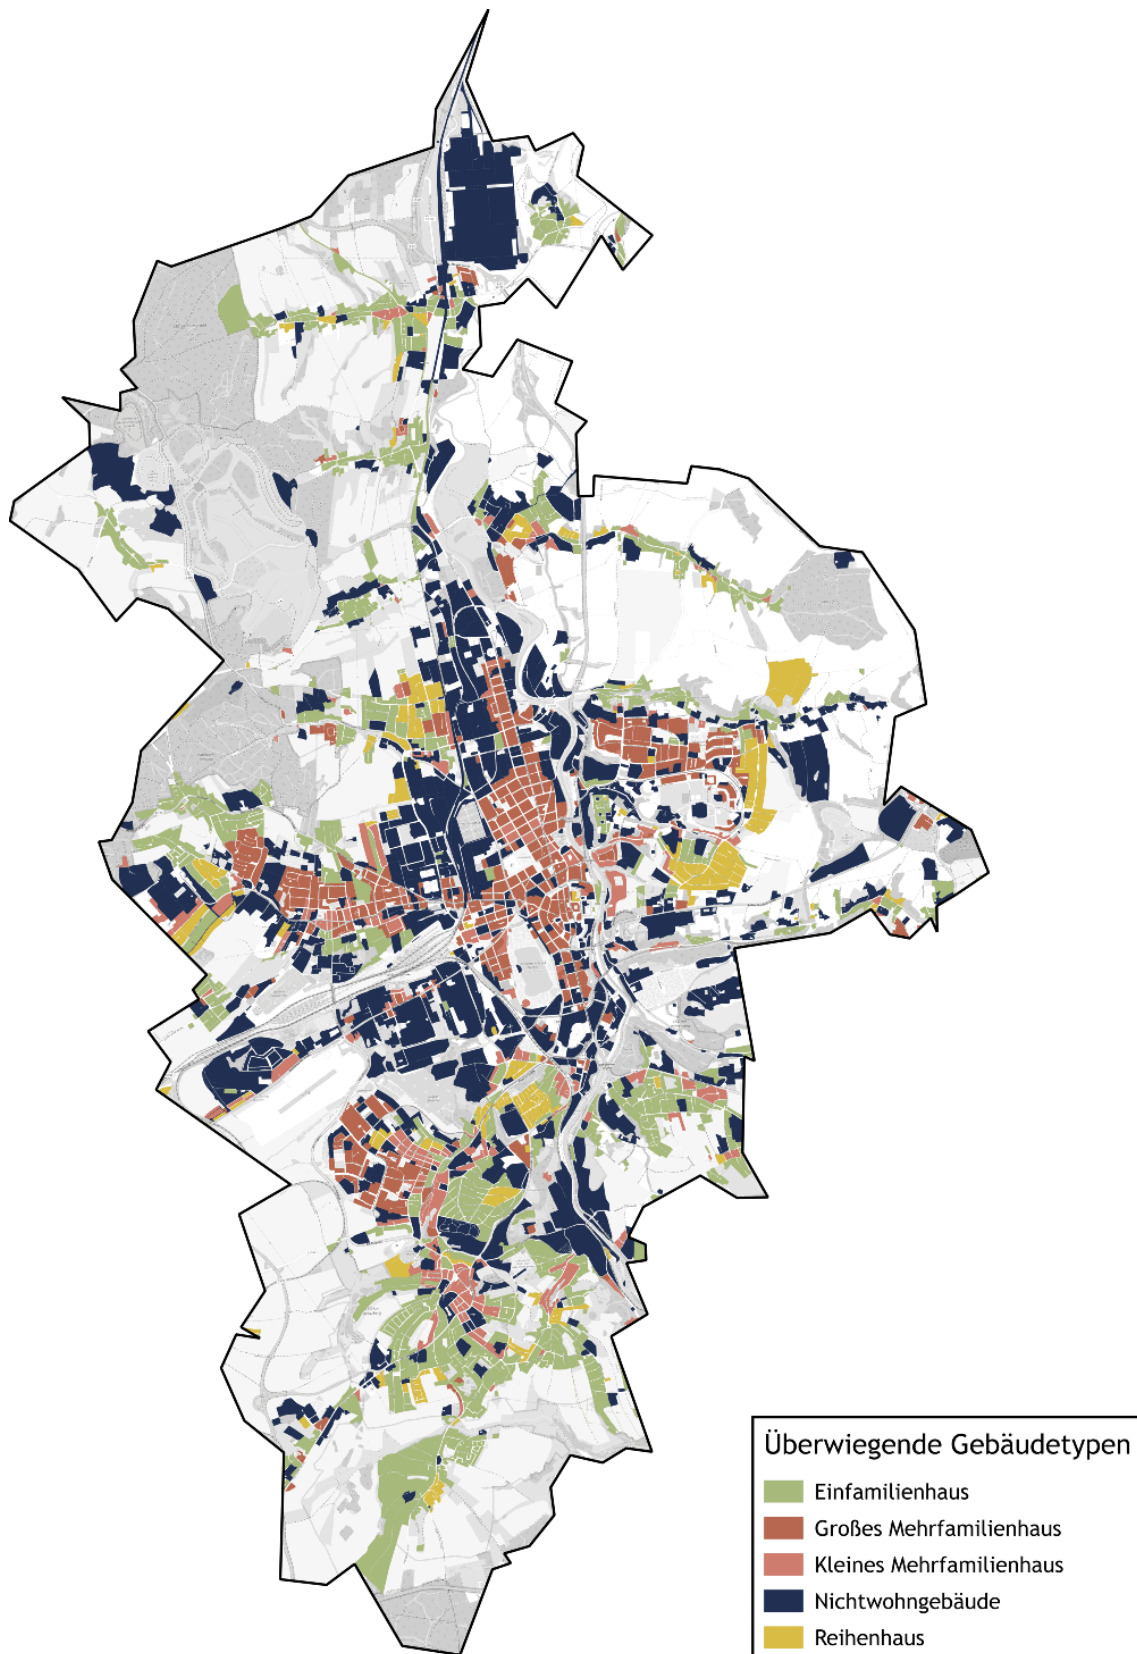 Überwiegende Gebäudetypen
Einfamilienhaus
Großes Mehrfamilienhaus
Kleines Mehrfamilienhaus
Nichtwohngebäude
Reihenhaus